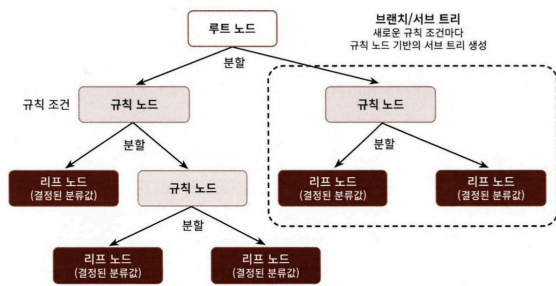 루트 노드
브랜치/서브 트리
새로운 규칙 조건마다
규칙 노드 기반의 서브 트리 생성
분할
규칙 조건
규칙 노드
규칙 노드
분할
분할
리프 노드
(결정된 분류값)
규칙 노드
리프 노드
(결정된 분류값)
리프 노드
(결정된 분류값)
분할
리프 노드
(결정된 분류값)
리프 노드
(결정된 분류값)